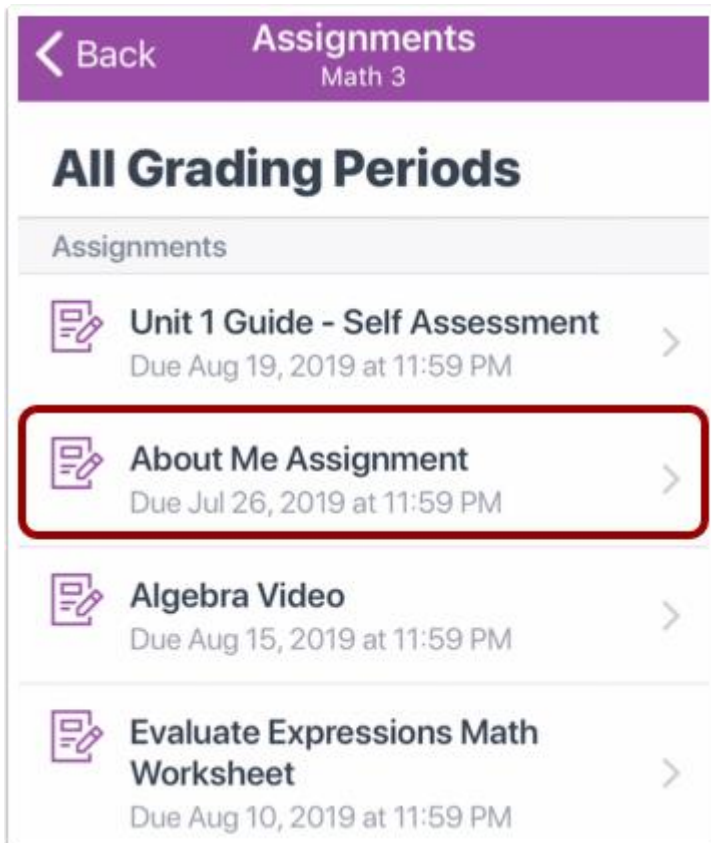 Back
Assignments
Math 3
All Grading Periods
Assignments
Unit 1 Guide - Self Assessment
Due Aug 19, 2019 at 11:59 PM
About Me Assignment
Due Jul 26, 2019 at 11:59 PM
Algebra Video
Due Aug 15, 2019 at 11:59 PM
Evaluate Expressions Math
Worksheet
Due Aug 10, 2019 at 11:59 PM